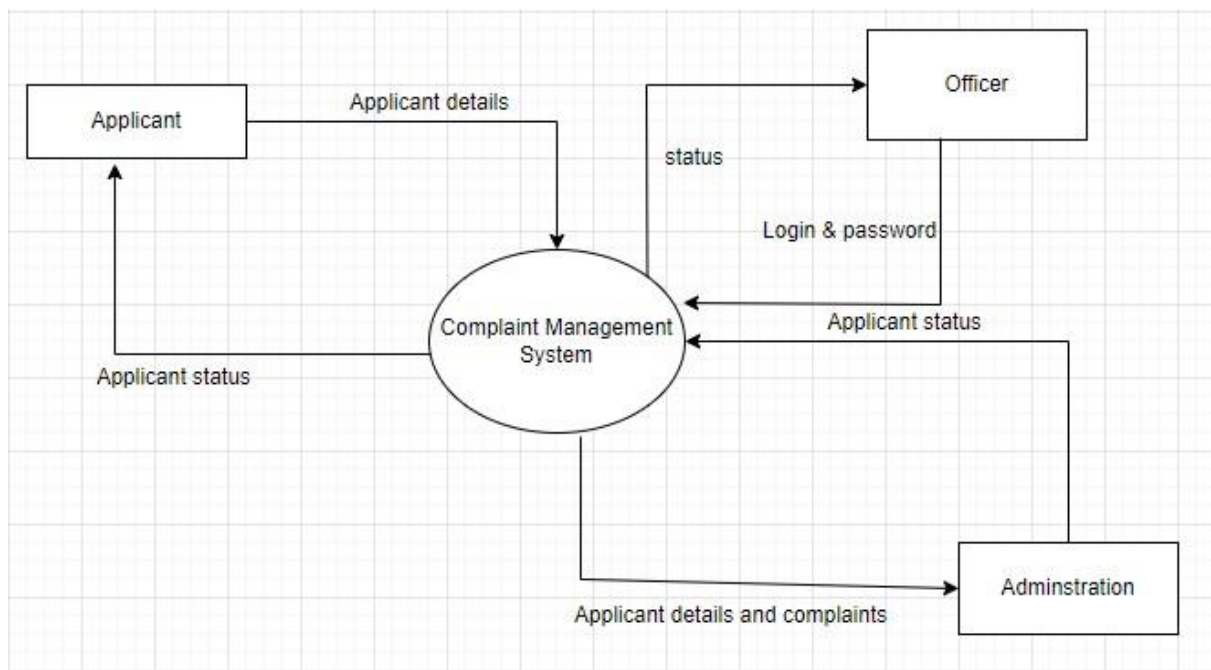 Officer
Applicant details
Applicant
status
Login & password
Applicant status
Complaint Management
System
Applicant status
Adminstration
Applicant details and complaints